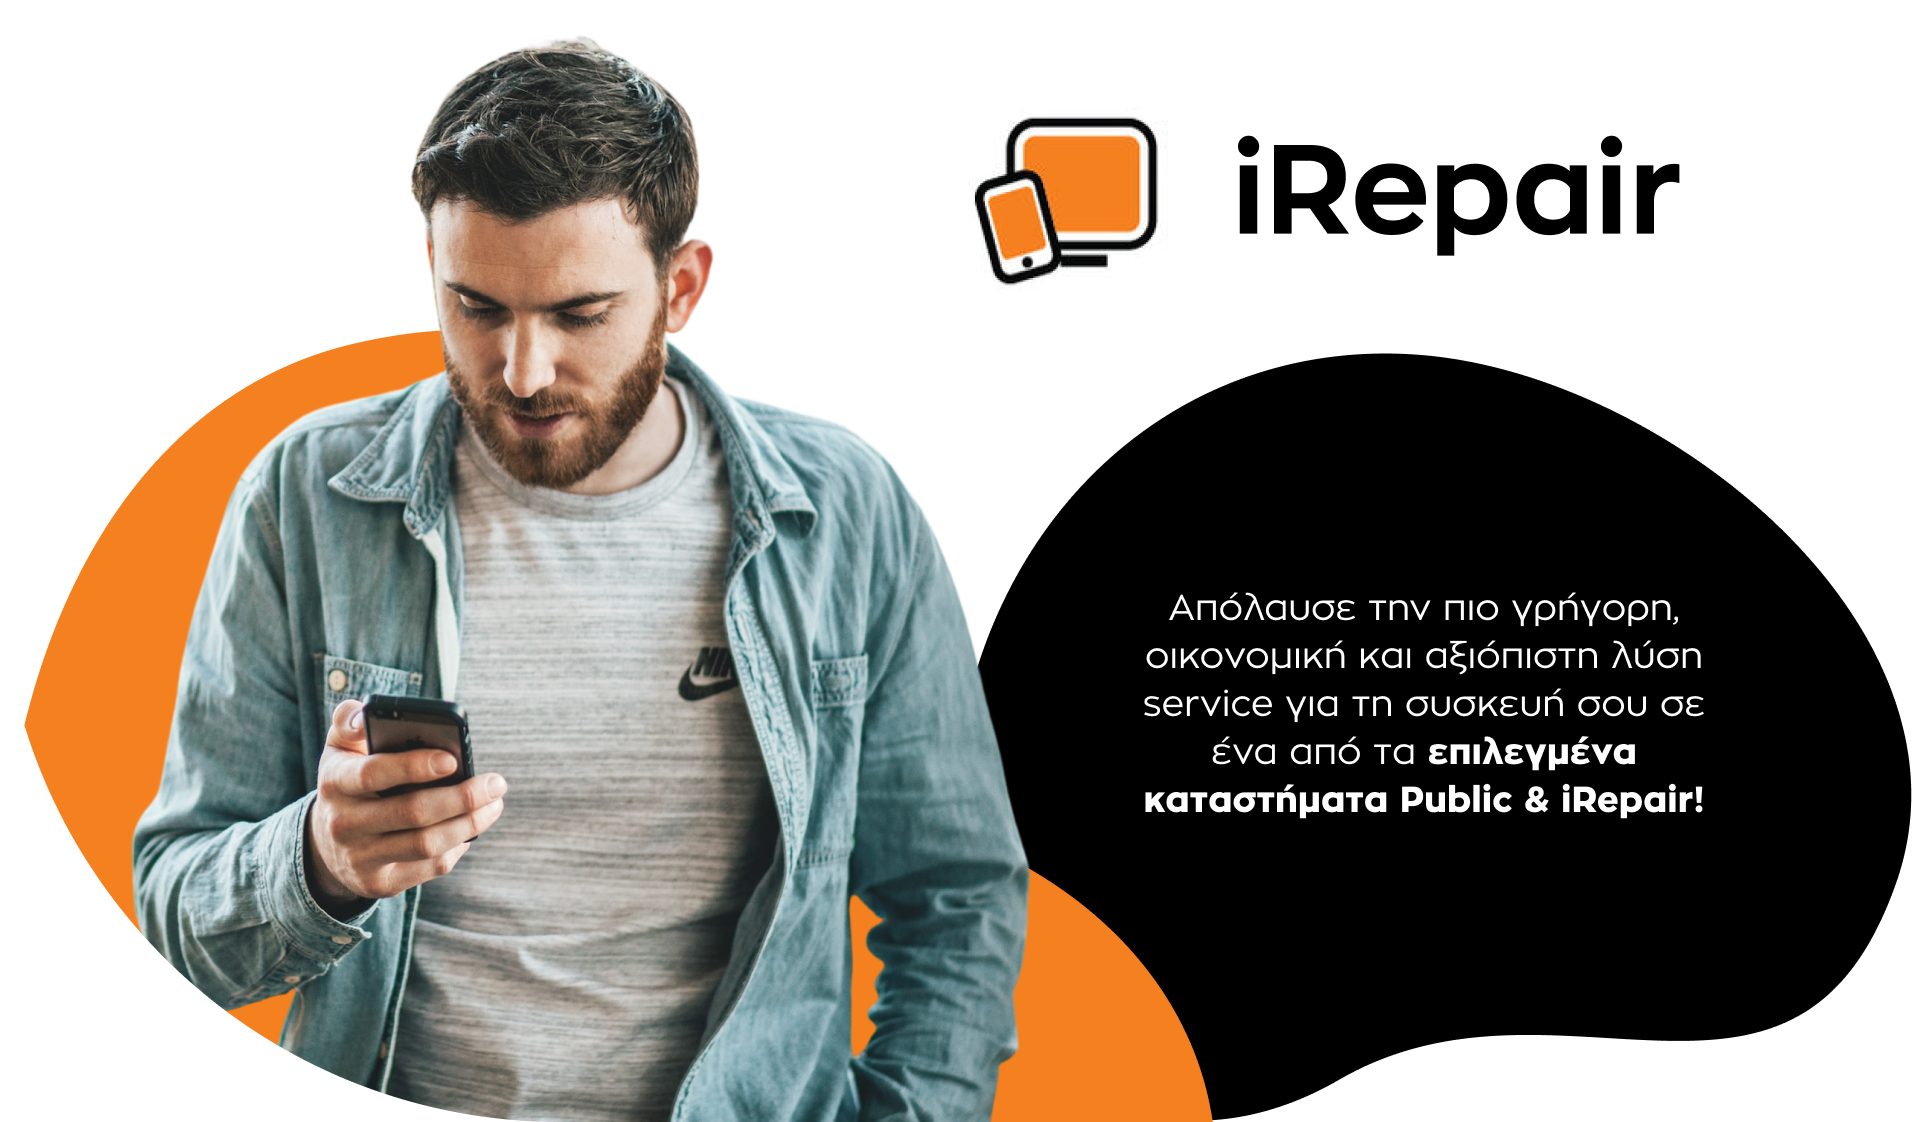 iRepair
Απόλαυσε την πιο γρήγορη,
οικονομική και αξιόπιστη λύση
service για τη συσκευή σου σε
ένα από τα επιλεγμένα
καταστήματα Public & iRepair!